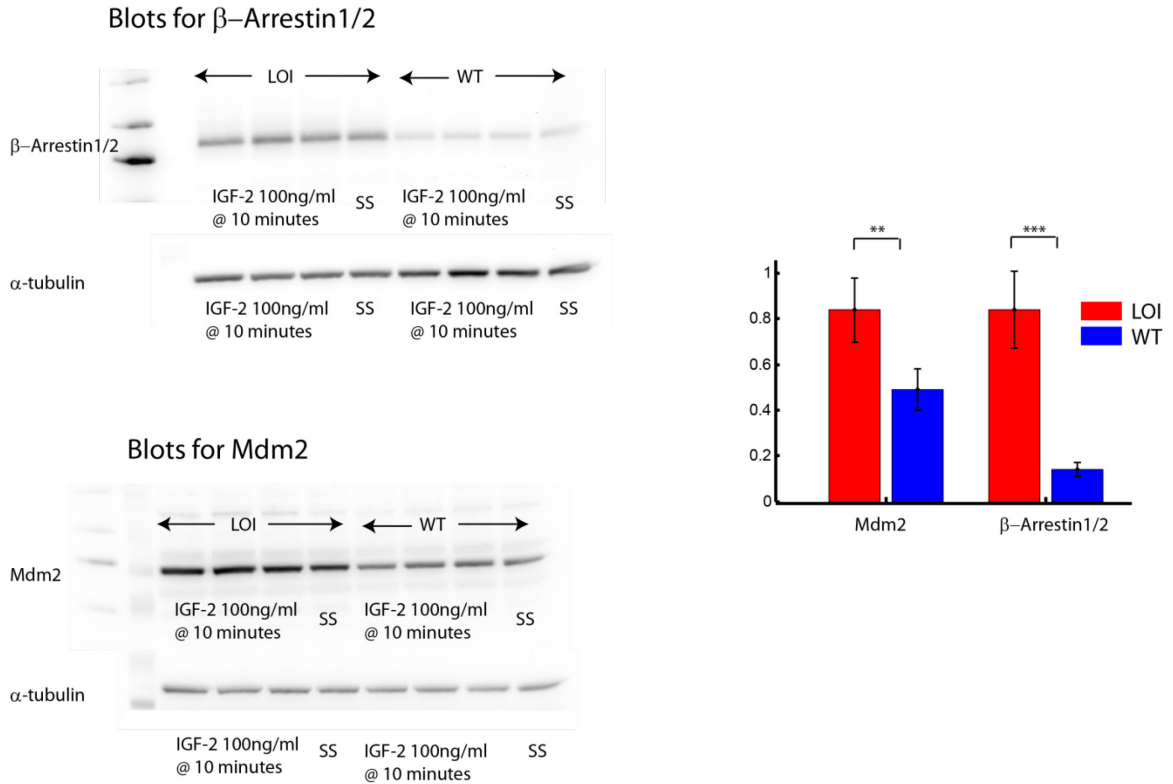 Blots for β–Arrestin1/2
LOI WT
β–Arrestin1/2
IGF-2 100ng/ml SS IGF-2 100ng/ml SS
@ 10 minutes @ 10 minutes
α-tubulin
IGF-2 100ng/ml SS IGF-2 100ng/ml SS
@ 10 minutes @ 10 minutes
Blots for Mdm2
LOI WT
Mdm2
IGF-2 100ng/ml SS IGF-2 100ng/ml SS
@ 10 minutes @ 10 minutes
α-tubulin
IGF-2 100ng/ml SS IGF-2 100ng/ml SS
@ 10 minutes @ 10 minutes
** ***
1
0.8
0.6
0.4
0.2
0
LOI
WT
Mdm2 β–Arrestin1/2